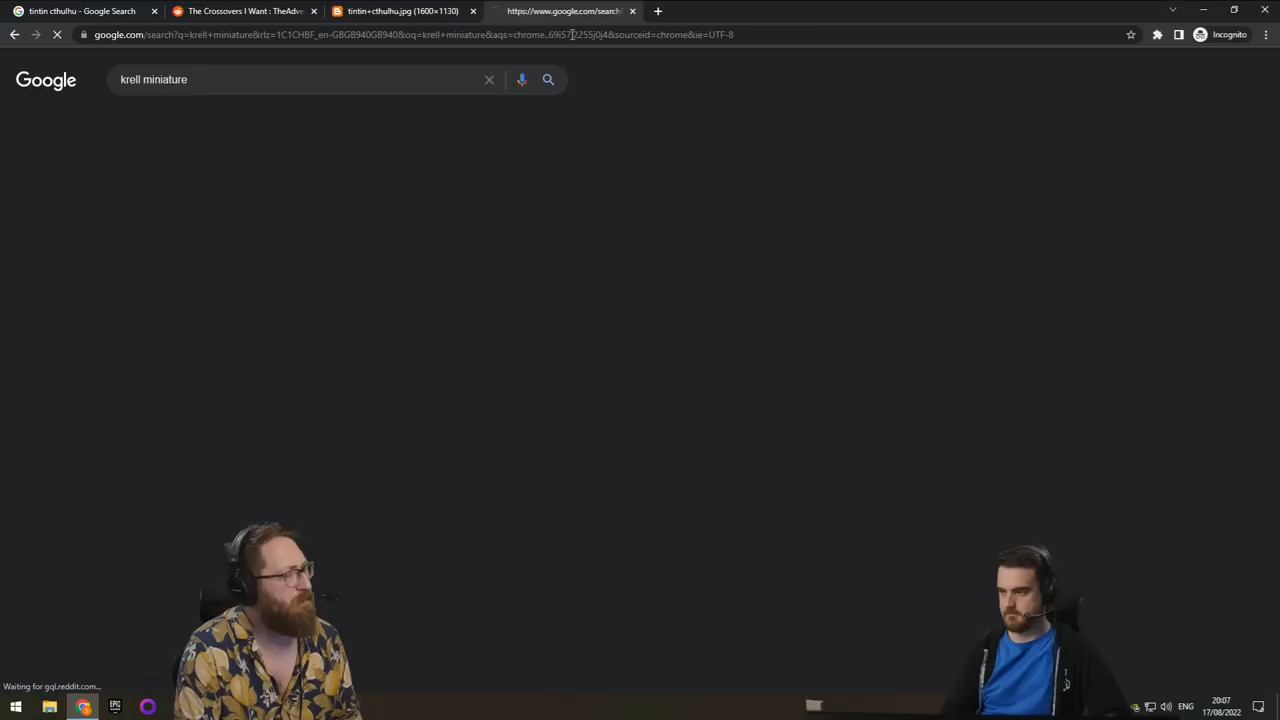 tintin cthulhu - Google Search
The Crossovers I Want : TheAdve
tintin+cthulhu.jpg (1600×1130)
https://www.google.com/search?
google.com/search?q=krell+miniature&rlz=1C1CHBF_en-GBGB940GB940&oq=krell+miniature&aqs=chrome..69i57j2255j0j4&sourceid=chrome&ie=UTF-8
Incognito
Google
krell miniature
Waiting for gql.reddit.com...
EPIC
ENG
20:07
17/08/2022